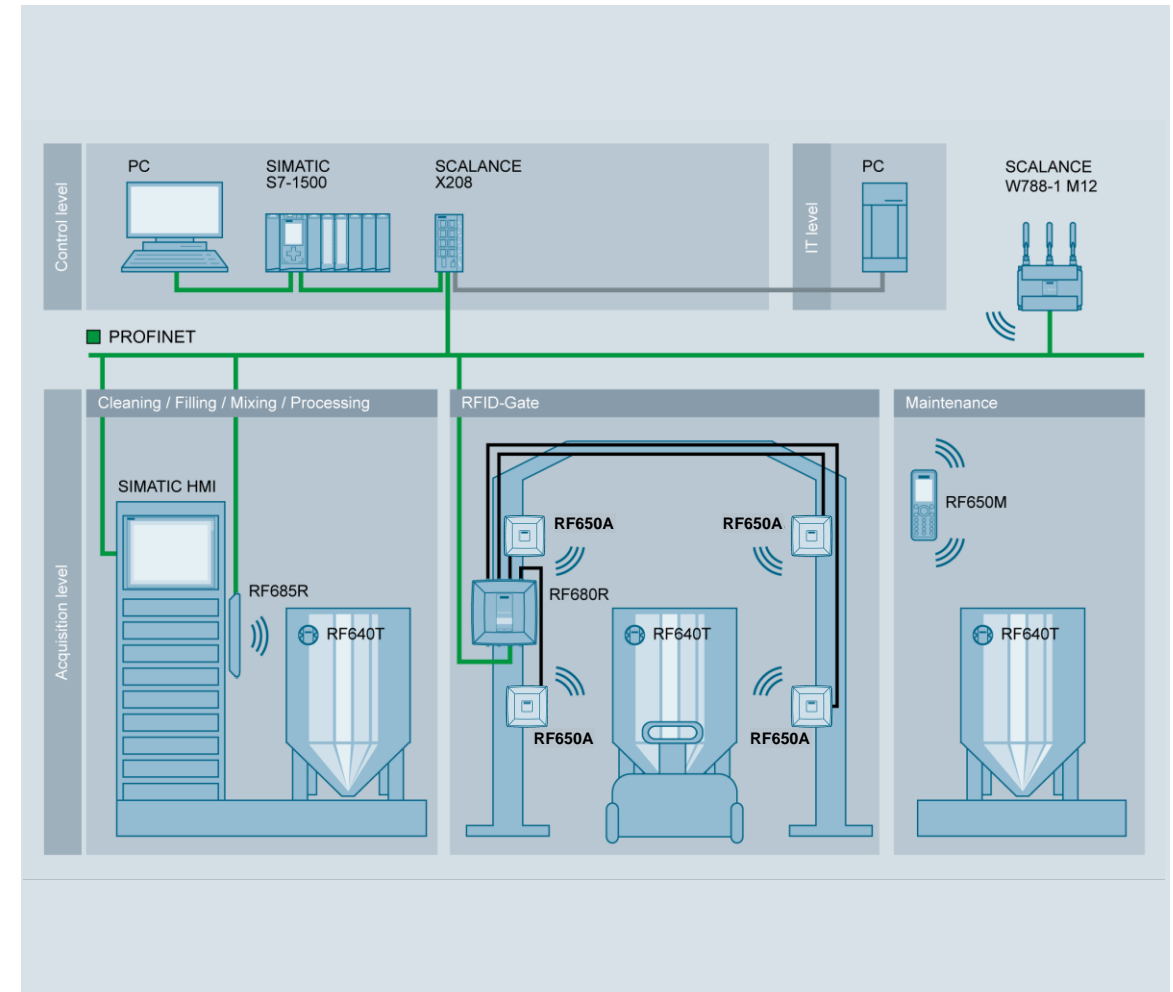 Control level
PC
SIMATIC
S7-1500
SCALANCE
X208
IT level
PC
SCALANCE
W788-1 M12
PROFINET
Acquisition level
Cleaning / Filling / Mixing / Processing
SIMATIC HMI
RF685R
RF640T
RFID-Gate
RF650A
RF650A
RF680R
RF640T
RF650A
RF650A
Maintenance
RF650M
RF640T